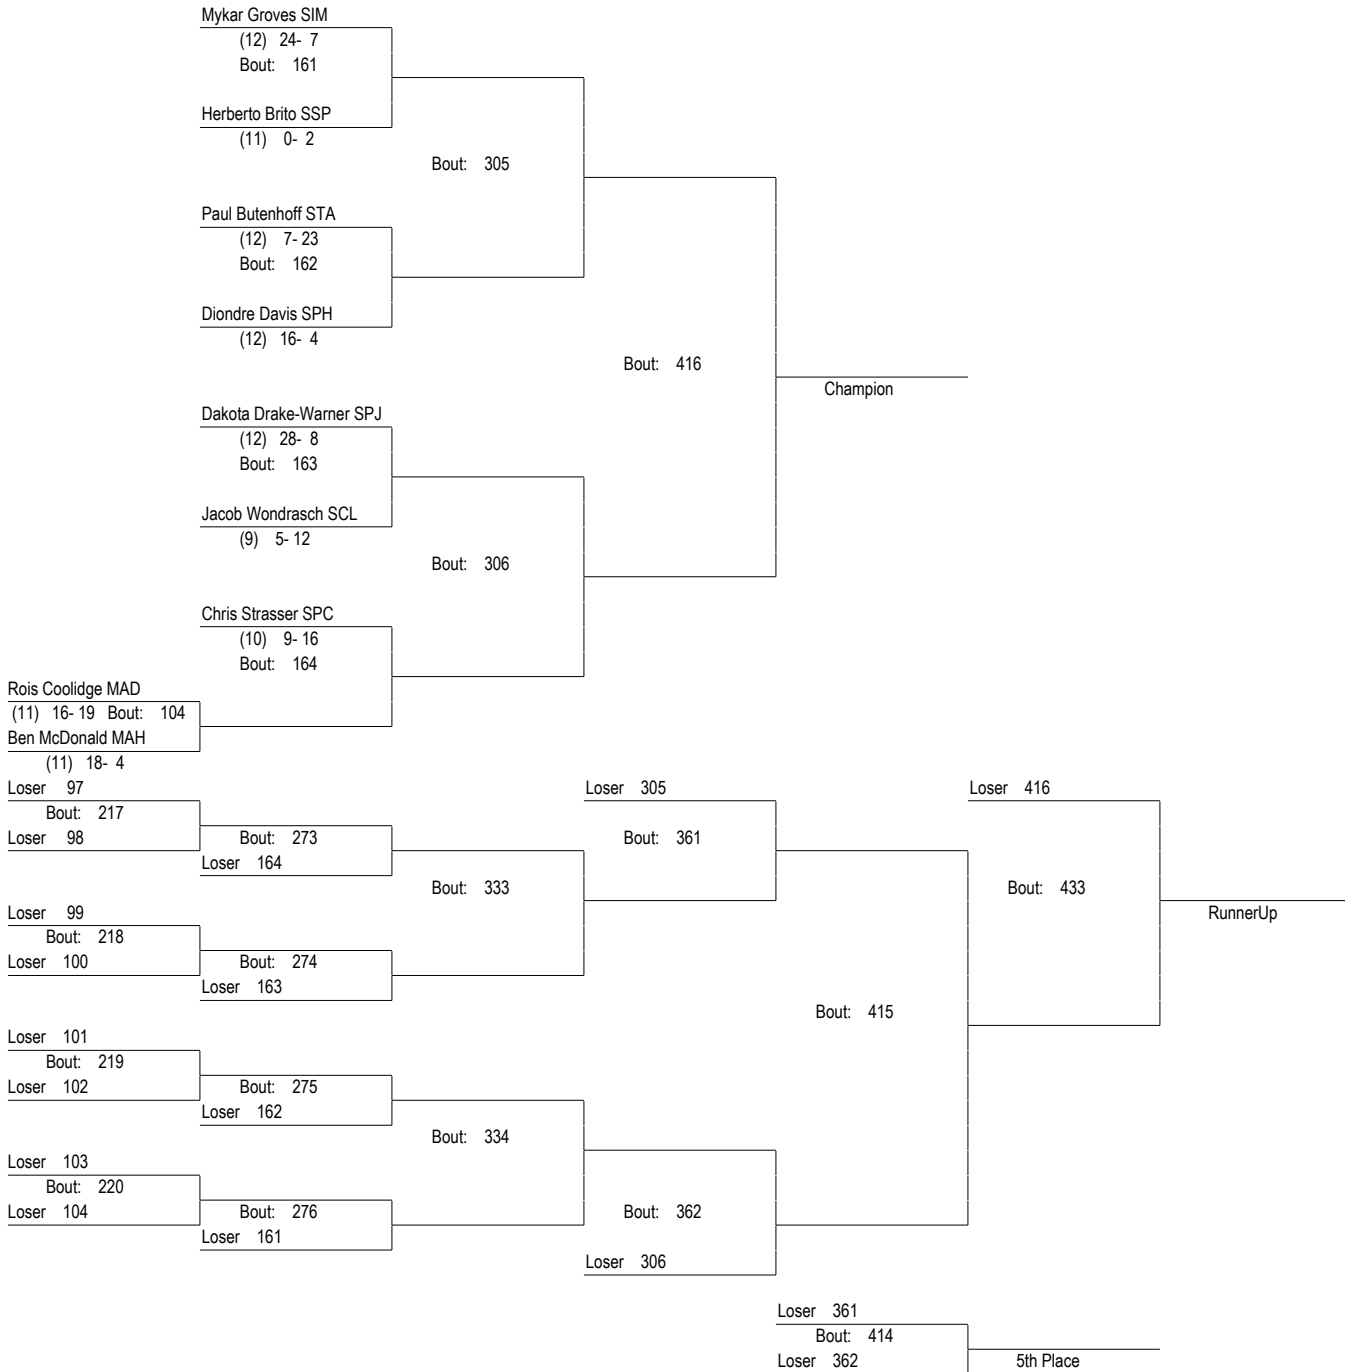 Mykar Groves SIM
(12) 24- 7
Bout: 161
Herberto Brito SSP
(11) 0- 2
Bout: 305
Paul Butenhoff STA
(12) 7- 23
Bout: 162
Diondre Davis SPH
(12) 16- 4
Bout: 416
Champion
Dakota Drake-Warner SPJ
(12) 28- 8
Bout: 163
Jacob Wondrasch SCL
(9) 5- 12
Bout: 306
Chris Strasser SPC
(10) 9- 16
Bout: 164
Rois Coolidge MAD
(11) 16- 19 Bout: 104
Ben McDonald MAH
(11) 18- 4
Loser 97
Bout: 217
Loser 98
Bout: 273
Loser 164
Loser 305
Bout: 361
Loser 416
Bout: 333
Bout: 433
RunnerUp
Loser 99
Bout: 218
Loser 100
Bout: 274
Loser 163
Bout: 415
Loser 101
Bout: 219
Loser 102
Bout: 275
Loser 162
Bout: 334
Loser 103
Bout: 220
Loser 104
Bout: 276
Loser 161
Bout: 362
Loser 306
Loser 361
Bout: 414
Loser 362
5th Place